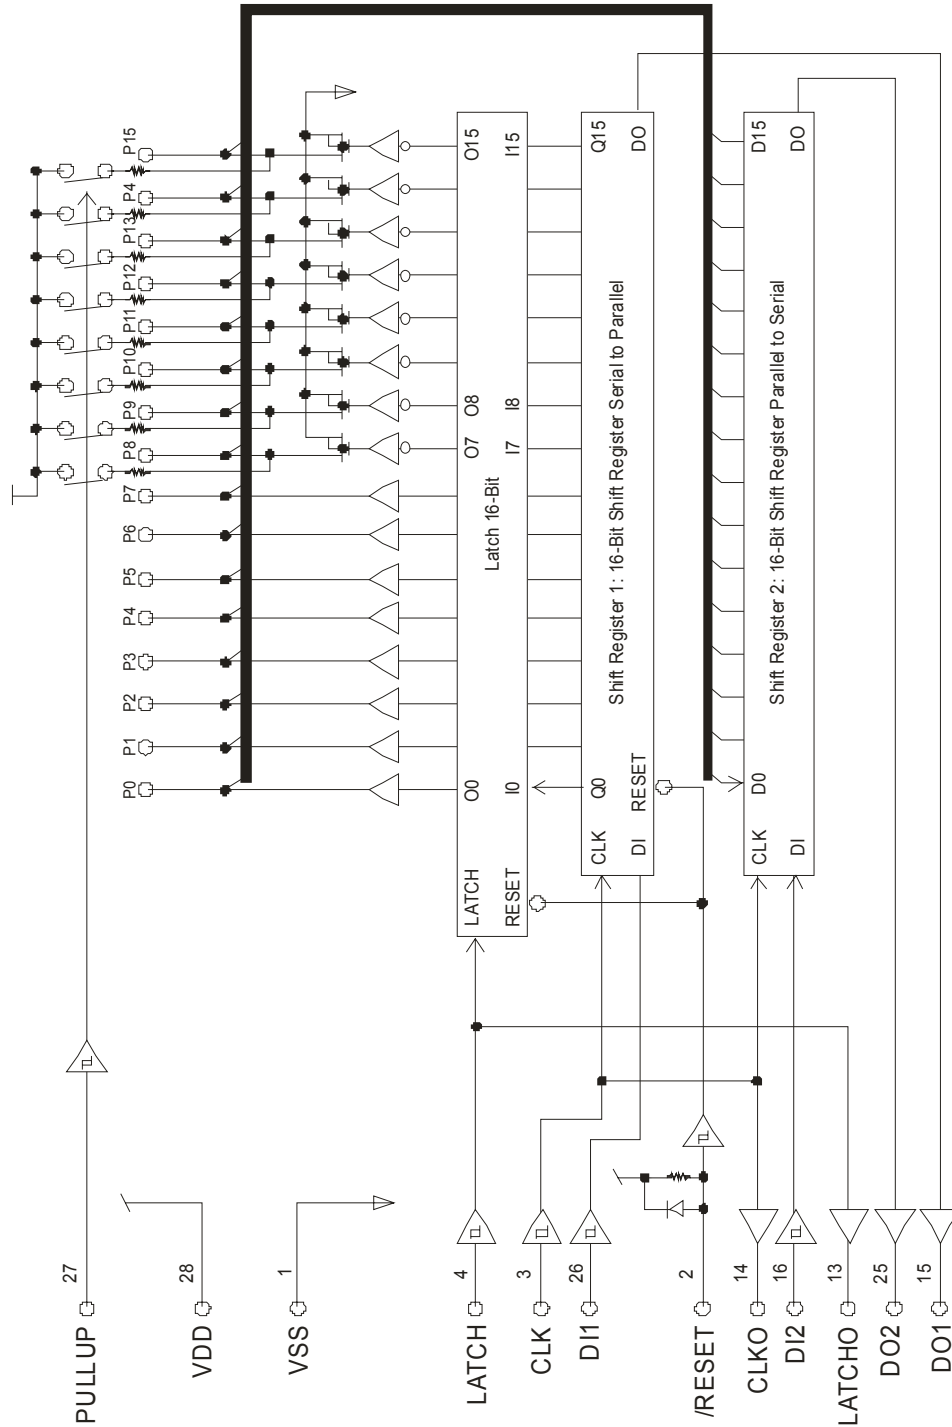 PULLUP
27
VDD
28
VSS
1
LATCH
4
CLK
3
DI1
26
/RESET
2
CLKO
14
DI2
16
LATCHO
13
DO2
25
DO1
15
P0
P1
P2
P3
P4
P5
P6
P7
P8
P9
P10
P11
P12
P13
P4
P15
LATCH
O0
O7
O8
O15
Latch 16-Bit
RESET
I0
I7
I8
I15
CLK
Q0
Q15
Shift Register 1: 16-Bit Shift Register Serial to Parallel
DI
RESET
DO
CLK
D0
D15
Shift Register 2: 16-Bit Shift Register Parallel to Serial
DI
DO